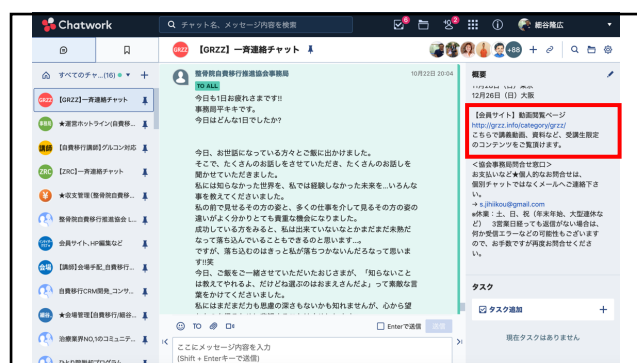 Chatwork
チャット名、メッセージ内容を検索
6
2
細谷隆広
すべてのチャ...(16)
【GRZZ】一斉連絡チャット
★運営ホットライン(自費移...
【自費移行講師】グルコン対応
【ZRC】一斉連絡チャット
★収支管理(整骨院自費移...
整骨院自費移行推進協会 L...
会員サイト、HP編集など
【講師】会場手配_自費移行...
自費移行CRM開発_コンサ...
★会場管理【自費移行/細谷...
治療業界NO,1のコミュニテ...
GRZZ
【GRZZ】一斉連絡チャット
+88
整骨院自費移行推進協会事務局
10月22日 20:04
TO ALL
今日も1日お疲れさまです!!
事務局平キキです。
今日はどんな1日でしたか?
今日、お世話になっている方々とご飯に出かけました。
そこで、たくさんのお話しをさせていただき、たくさんのお話しを
聞かせていただきました。
私には知らなかった世界を、私では経験しなかった未来を...いろんな
事を教えてくださいました。
私の前で見せるその方の姿と、多くの仕事を介して見るその方の姿の
違いがよく分かりとても貴重な機会になりました。
成功している方をみると、私は出来ていないなとかまだまだ未熟だ
なって落ち込んでいることもできるのと思います...。
ですが、落ち込むのはきっと私が落ちつかないんだろなって思いま
す!!笑
今日、ご飯をご一緒させていただいたおじさまが、「知らないこと
は教えてやれるよ、だけどね選ぶのはおまえさんだよ」って素敵な言
葉をかけてくださいました。
私にはまだまだ力も思慮の深さもないかも知れませんが、心から望
TO
Enterで送信
送信
ここにメッセージ内容を入力
(Shift + Enterキーで送信)
概要
12月26日（日）大阪
【会員サイト】動画閲覧ページ
http://grzz.info/category/grzz/
こちらで講義動画、資料など、受講生限定
のコンテンツをご覧頂けます。
＜協会事務局問合せ窓口＞
お支払いなど★個人的なお問合せは、
個別チャットではなくメールへご連絡下さ
い。
→ s.jihiikou@gmail.com
※休業：土、日、祝（年末年始、大型連休な
ど） 3営業日経っても返信がない場合は、
何か受信エラーなどの可能性もございます
ので、お手数ですが再度お問合せくださ
い。
タスク
タスク追加
現在タスクはありません